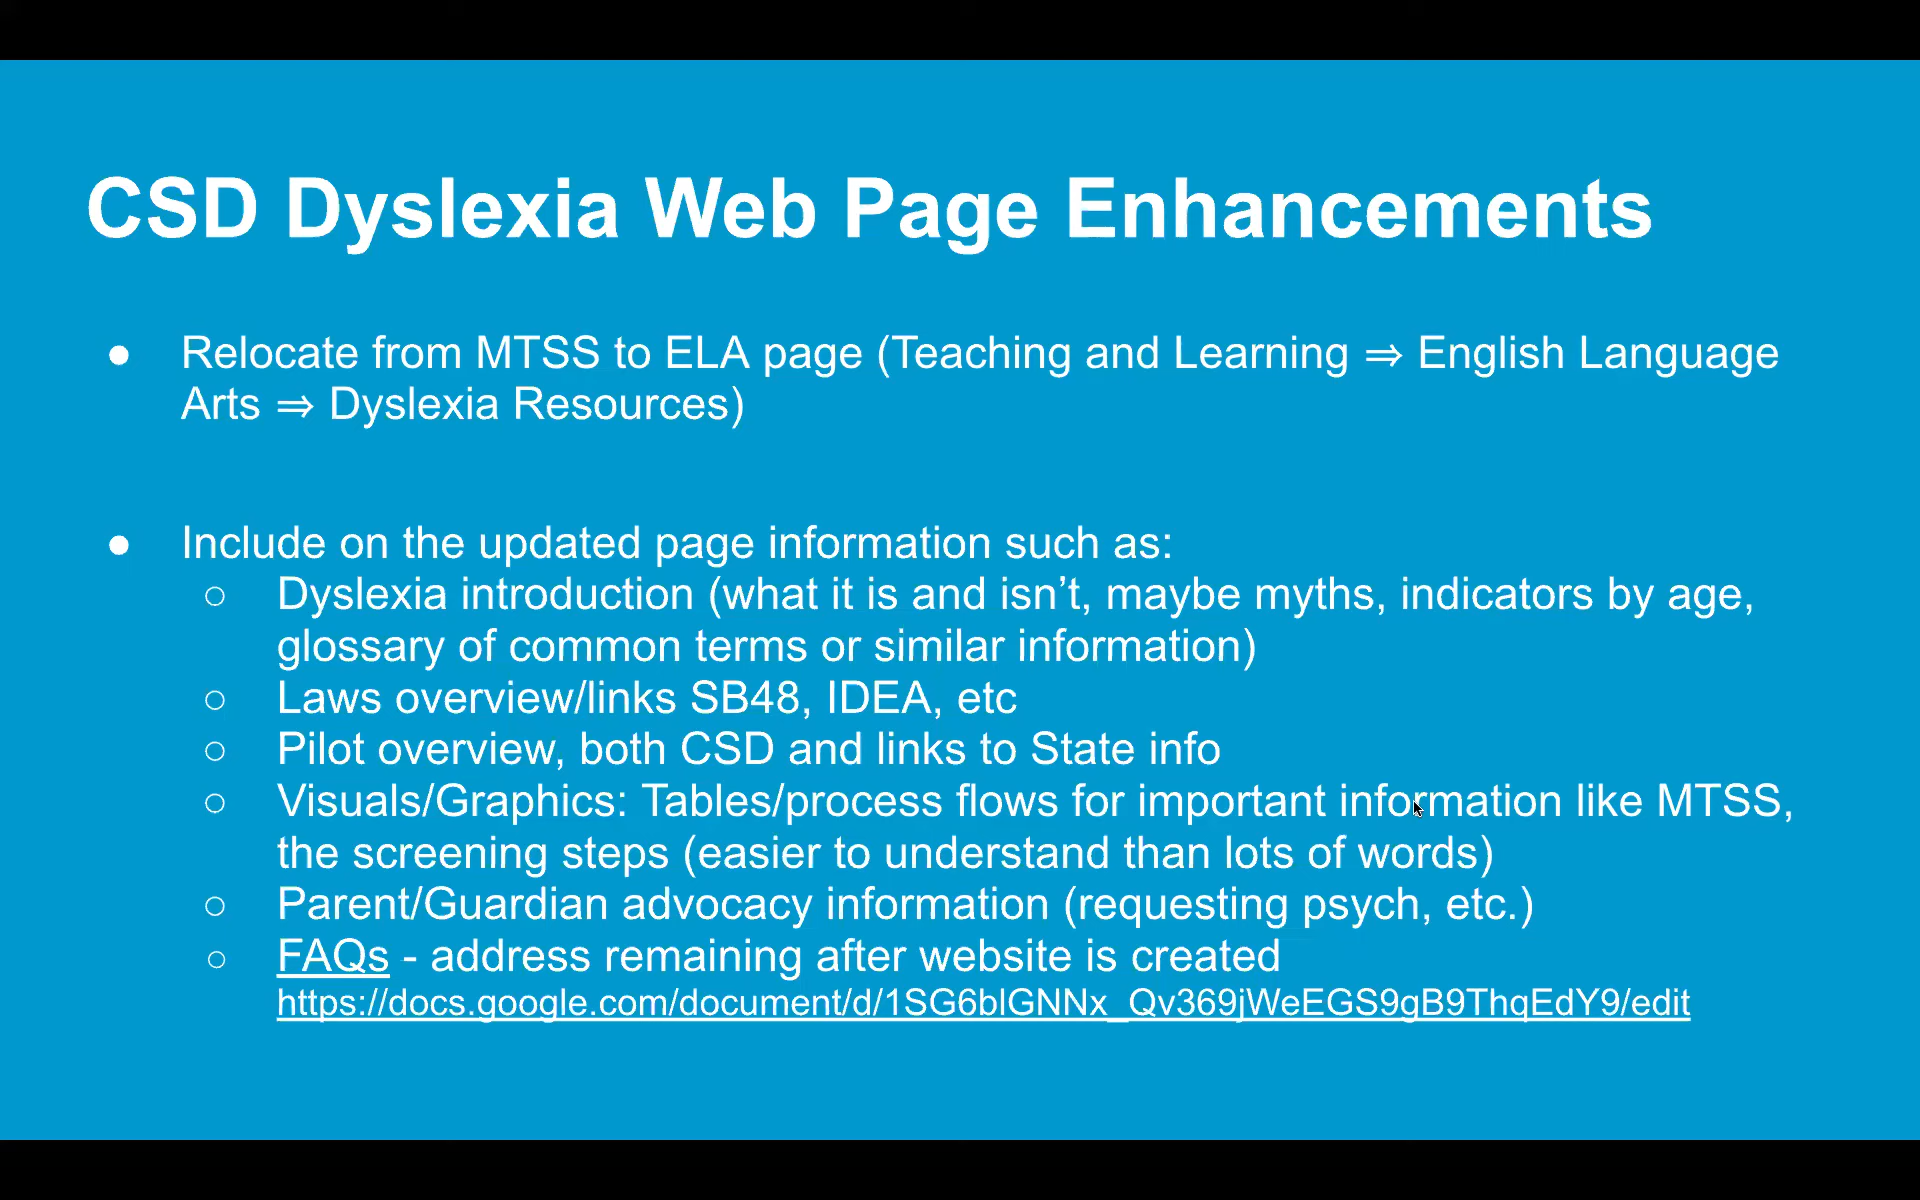 CSD Dyslexia Web Page Enhancements
● Relocate from MTSS to ELA page (Teaching and Learning ⇒ English Language
Arts ⇒ Dyslexia Resources)
● Include on the updated page information such as:
○ Dyslexia introduction (what it is and isn’t, maybe myths, indicators by age,
glossary of common terms or similar information)
○ Laws overview/links SB48, IDEA, etc
○ Pilot overview, both CSD and links to State info
○ Visuals/Graphics: Tables/process flows for important information like MTSS,
the screening steps (easier to understand than lots of words)
○ Parent/Guardian advocacy information (requesting psych, etc.)
○ FAQs - address remaining after website is created
https://docs.google.com/document/d/1SG6blGNNx_Qv369jWeEGS9gB9ThqEdY9/edit